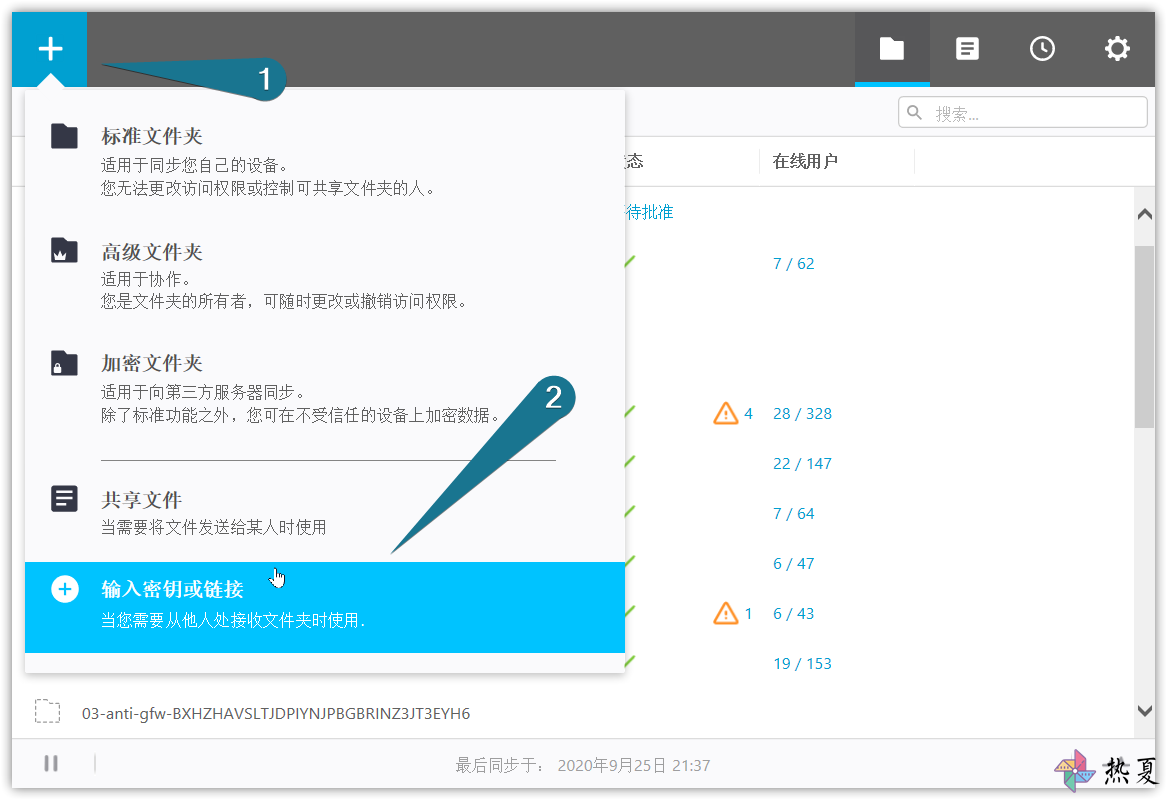 1
搜索...
标准文件夹
适用于同步您自己的设备。
您无法更改访问权限或控制可共享文件夹的人。
态
在线用户
待批准
高级文件夹
适用于协作。
您是文件夹的所有者，可随时更改或撤销访问权限。
7 / 62
加密文件夹
适用于向第三方服务器同步。
除了标准功能之外，您可在不受信任的设备上加密数据。
2
4
28 / 328
22 / 147
共享文件
当需要将文件发送给某人时使用
7 / 64
6 / 47
输入密钥或链接
当您需要从他人处接收文件夹时使用.
1
6 / 43
19 / 153
03-anti-gfw-BXHZHAVSLTJDPIYNJPBGBRINZ3JT3EYH6
最后同步于： 2020年9月25日 21:37
热夏